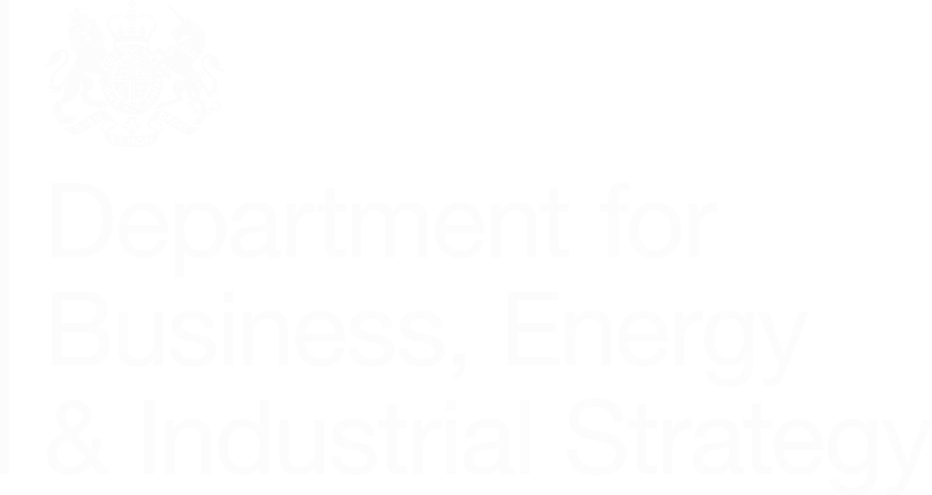 Department for
Business, Energy
& Industrial Strategy